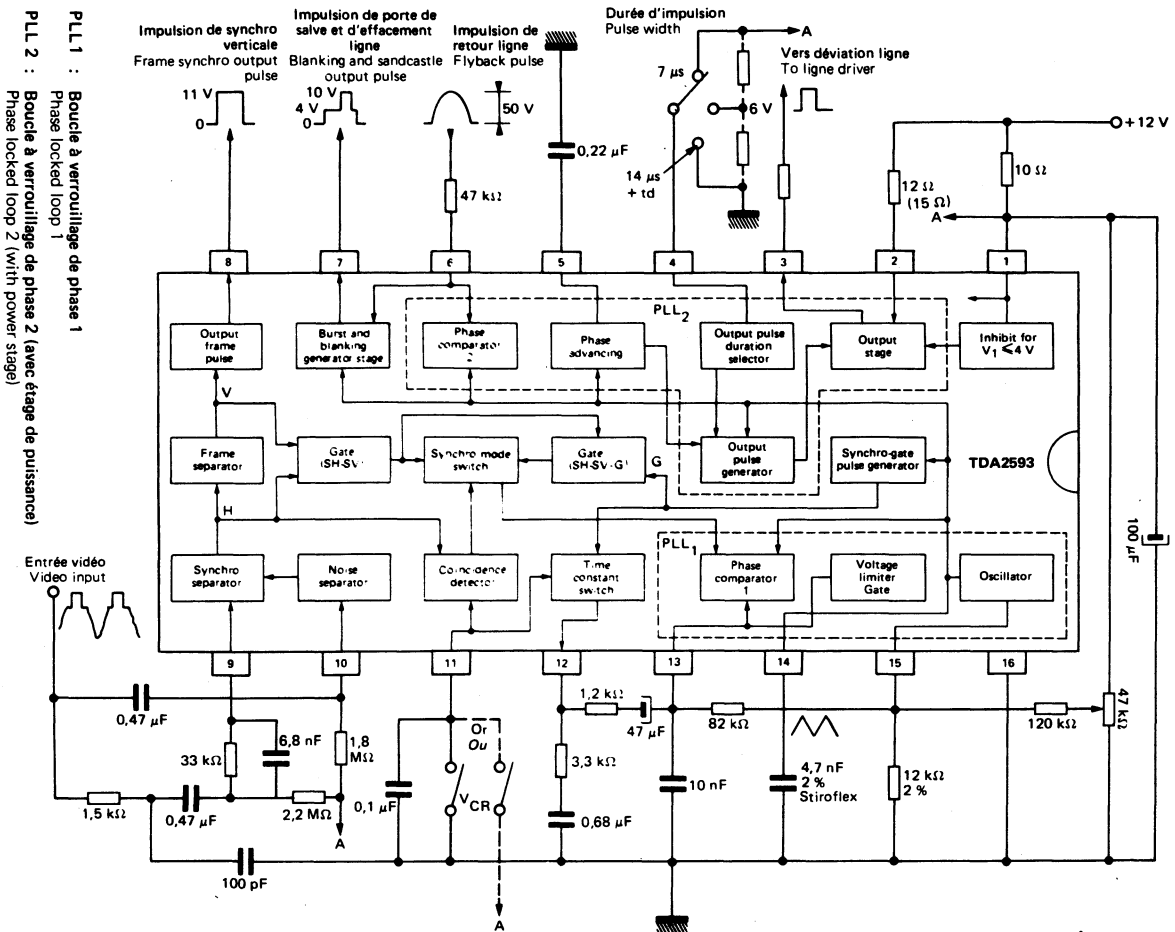 PLL 1 : Boucle à verrouillage de phase 1
Phase locked loop 1
PLL 2 : Boucle à verrouillage de phase 2 (avec étage de puissance)
Phase locked loop 2 (with power stage)
Impulsion de synchro
verticale
Frame synchro output
pulse
11 V
0
Impulsion de porte de
salve et d'effacement
ligne
Blanking and sandcastle
output pulse
10 V
4 V
0
Impulsion de
retour ligne
Flyback pulse
50 V
47 kΩ
0,22 µF
Durée d'impulsion
Pulse width
A
7 µs
6 V
14 µs
+ td
Vers déviation ligne
To ligne driver
+12 V
10 Ω
12 Ω
(15 Ω)
A
8
7
6
5
4
3
2
1
PLL2
Output
frame
pulse
Burst and
blanking
generator stage
Phase
comparator
2
Phase
advancing
Output pulse
duration
selector
Output
stage
Inhibit for
V1 ⩽4 V
V
Frame
separator
Gate
(SH-SV)
Synchro mode
switch
Gate
(SH-SV-G)
G
Output
pulse
generator
Synchro-gate
pulse generator
TDA2593
H
PLL1
Synchro
separator
Noise
separator
Coincidence
detector
Time
constant
switch
Phase
comparator
1
Voltage
limiter
Gate
Oscillator
100 µF
Entrée vidéo
Video input
9
10
11
12
13
14
15
16
0,47 µF
33 kΩ
6,8 nF
1,8
MΩ
1,5 kΩ
0,47 µF
2,2 MΩ
A
100 pF
0,1 µF
Or
Ou
VCR
A
1,2 kΩ
47 µF
3,3 kΩ
0,68 µF
82 kΩ
10 nF
4,7 nF
2 %
Stiroflex
12 kΩ
2 %
120 kΩ
47 kΩ